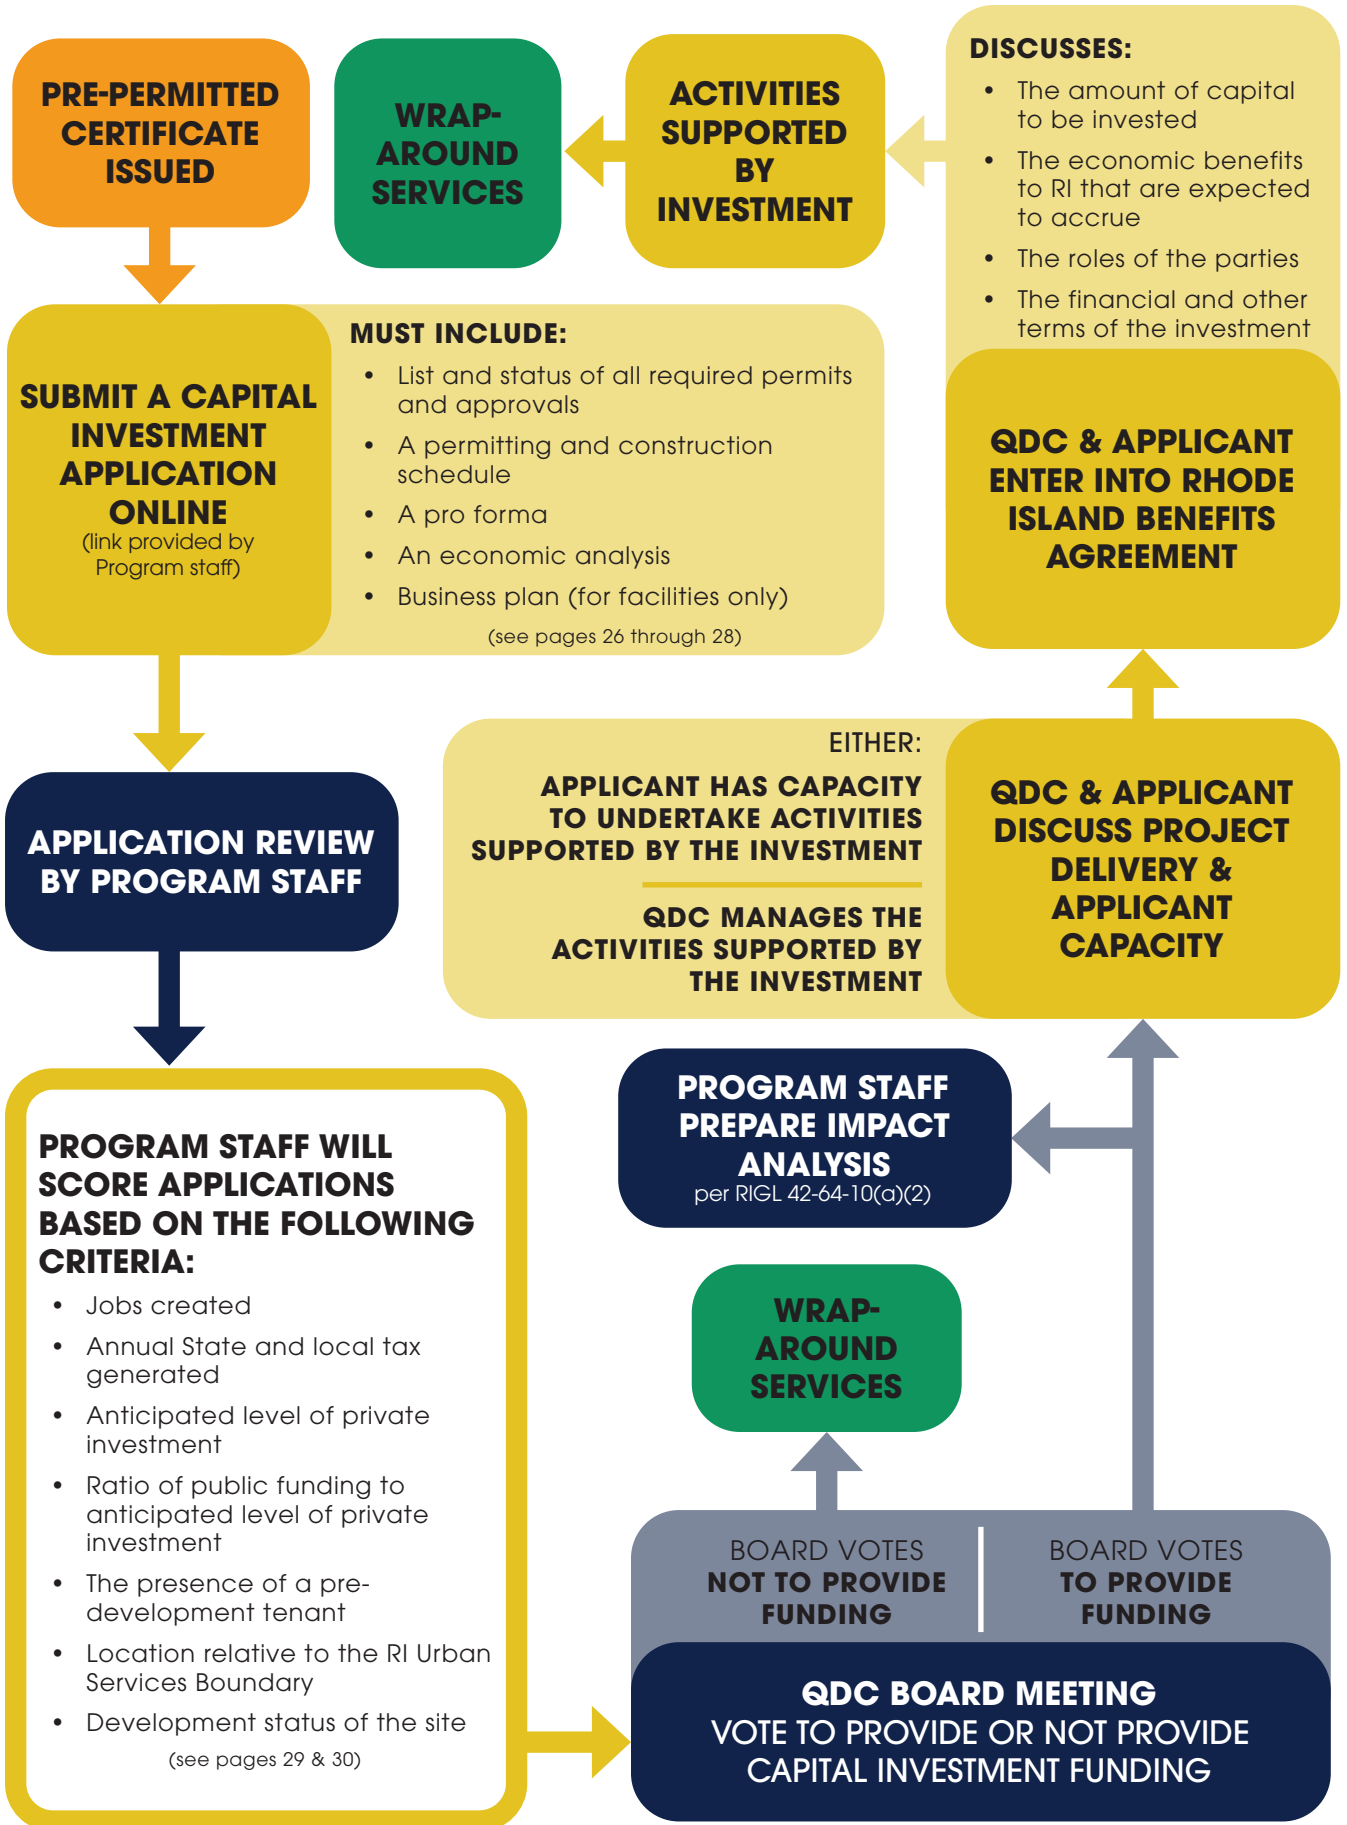 PRE-PERMITTED
CERTIFICATE
ISSUED
SUBMIT A CAPITAL
INVESTMENT
APPLICATION
ONLINE
(link provided by
Program staff)
MUST INCLUDE:
• List and status of all required permits
and approvals
• A permitting and construction
schedule
• A pro forma
• An economic analysis
• Business plan (for facilities only)
(see pages 26 through 28)
APPLICATION REVIEW
BY PROGRAM STAFF
PROGRAM STAFF WILL
SCORE APPLICATIONS
BASED ON THE FOLLOWING
CRITERIA:
• Jobs created
• Annual State and local tax
generated
• Anticipated level of private
investment
• Ratio of public funding to
anticipated level of private
investment
• The presence of a pre-
development tenant
• Location relative to the RI Urban
Services Boundary
• Development status of the site
(see pages 29 & 30)
QDC BOARD MEETING
VOTE TO PROVIDE OR NOT PROVIDE
CAPITAL INVESTMENT FUNDING
BOARD VOTES
NOT TO PROVIDE
FUNDING
BOARD VOTES
TO PROVIDE
FUNDING
WRAP-
AROUND
SERVICES
PROGRAM STAFF
PREPARE IMPACT
ANALYSIS
per RIGL 42-64-10(a)(2)
QDC & APPLICANT
DISCUSS PROJECT
DELIVERY &
APPLICANT
CAPACITY
EITHER:
APPLICANT HAS CAPACITY
TO UNDERTAKE ACTIVITIES
SUPPORTED BY THE INVESTMENT
QDC MANAGES THE
ACTIVITIES SUPPORTED BY
THE INVESTMENT
QDC & APPLICANT
ENTER INTO RHODE
ISLAND BENEFITS
AGREEMENT
DISCUSSES:
• The amount of capital
to be invested
• The economic benefits
to RI that are expected
to accrue
• The roles of the parties
• The financial and other
terms of the investment
ACTIVITIES
SUPPORTED
BY
INVESTMENT
WRAP-
AROUND
SERVICES